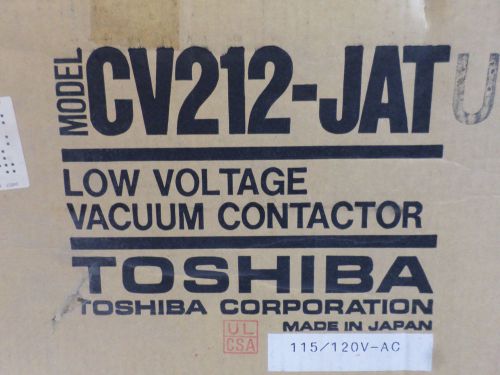 MODEL CV212-JAT U
LOW VOLTAGE
VACUUM CONTACTOR
TOSHIBA
TOSHIBA CORPORATION
MADE IN JAPAN
UL
CSA
115/120V-AC